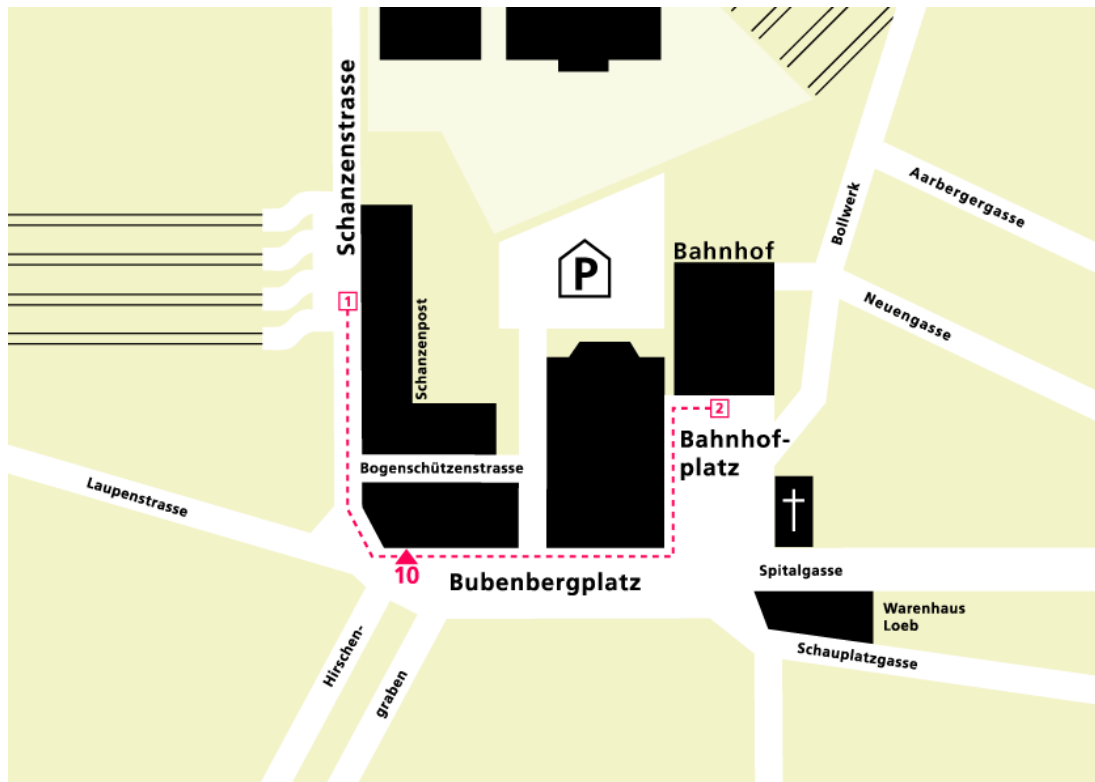 Schanzenstrasse
Aarbergergasse
Bollwerk
Bahnhof
P
Neuengasse
1
Schanzenpost
2
Bahnhof-
platz
Bogenschützenstrasse
Laupenstrasse
10
Bubenbergplatz
Spitalgasse
Warenhaus
Loeb
Schauplatzgasse
Hirschen-
graben